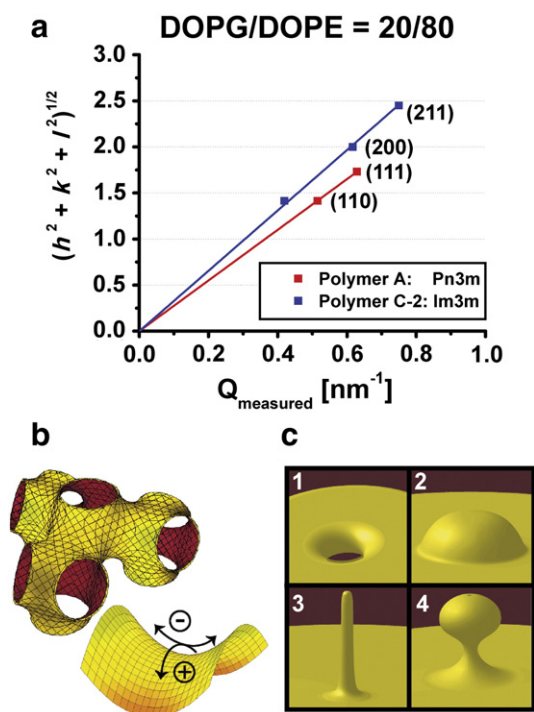 a
DOPG/DOPE = 20/80
(h² + k² + l²)^1/2
3.0
2.5
2.0
1.5
1.0
0.5
0.0
(211)
(200)
(111)
(110)
Polymer A: Pn3m
Polymer C-2: Im3m
0.0 0.2 0.4 0.6 0.8 1.0
Q measured [nm⁻¹]
b
− 
+
c
1
2
3
4